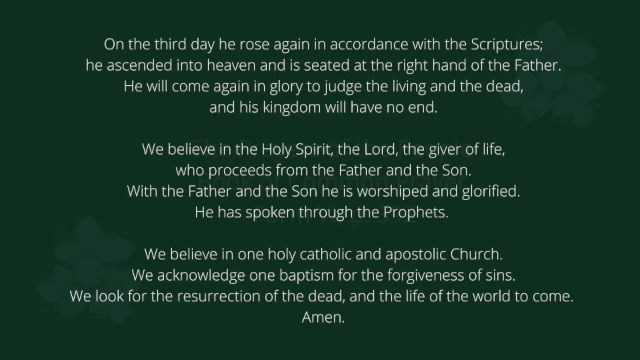 On the third day he rose again in accordance with the Scriptures;
he ascended into heaven and is seated at the right hand of the Father.
He will come again in glory to judge the living and the dead,
and his kingdom will have no end.
We believe in the Holy Spirit, the Lord, the giver of life,
who proceeds from the Father and the Son.
With the Father and the Son he is worshiped and glorified.
He has spoken through the Prophets.
We believe in one holy catholic and apostolic Church.
We acknowledge one baptism for the forgiveness of sins.
We look for the resurrection of the dead, and the life of the world to come.
Amen.